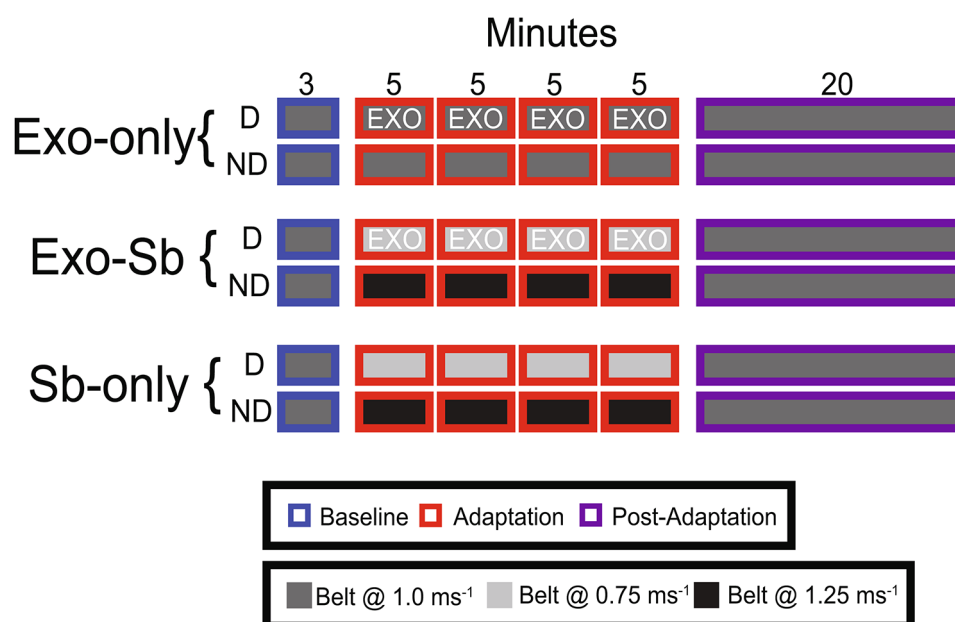 Minutes
3 5 5 5 5 20
Exo-only{ D EXO EXO EXO EXO
ND
Exo-Sb { D EXO EXO EXO EXO
ND
Sb-only { D
ND
Baseline Adaptation Post-Adaptation
Belt @ 1.0 ms⁻¹ Belt @ 0.75 ms⁻¹ Belt @ 1.25 ms⁻¹